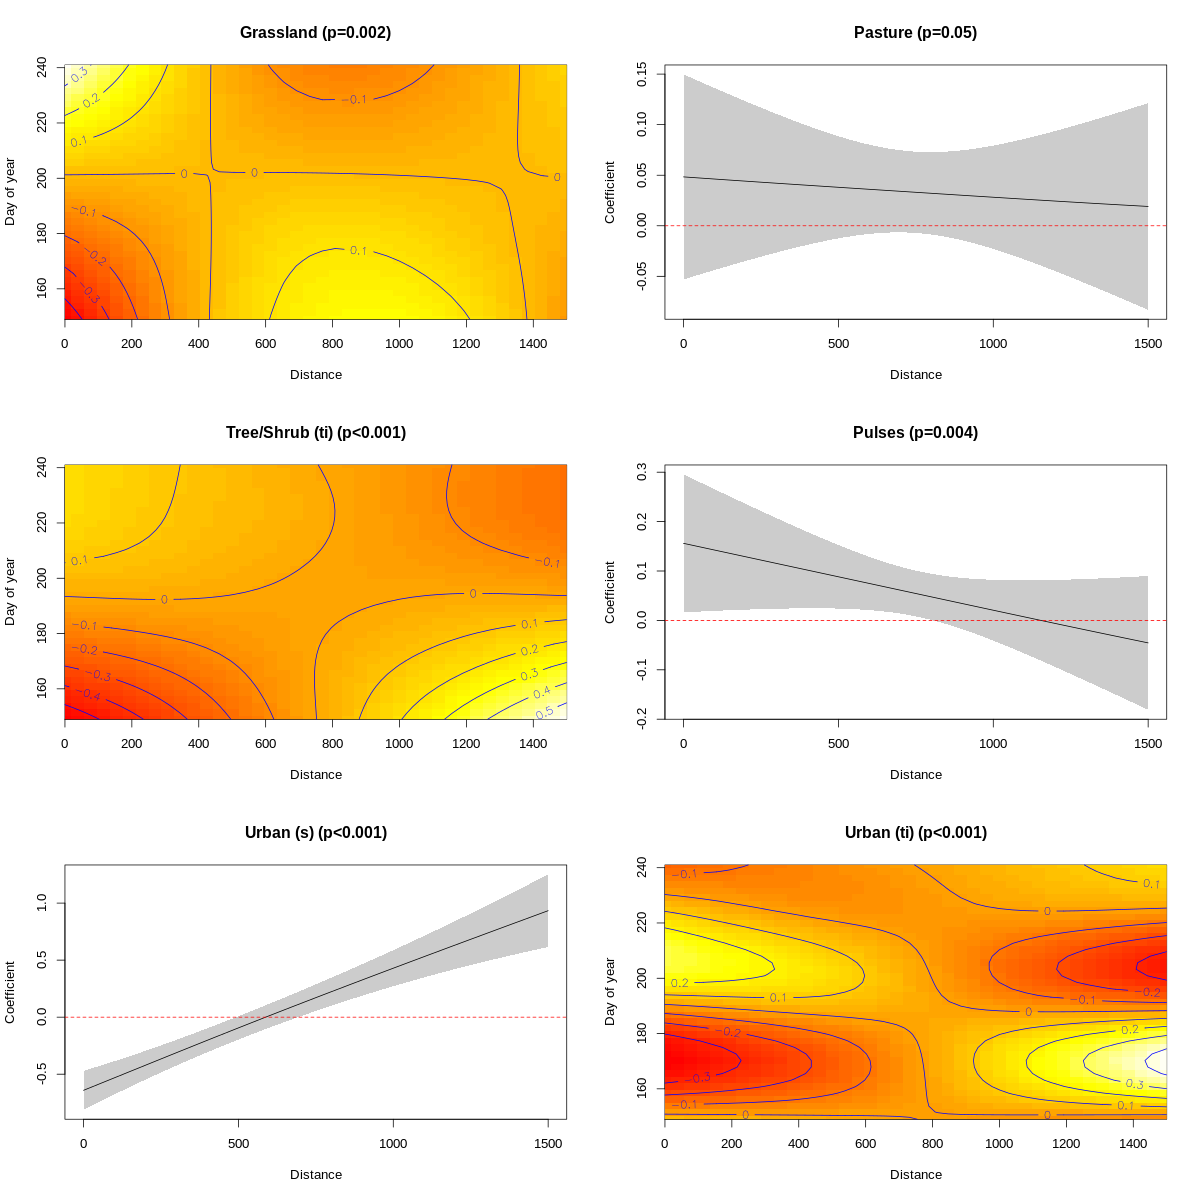 Grassland (p=0.002)
Day of year
240
220
200
180
160
0.3
0.2
0.1
0
0
0
−0.1
−0.1
−0.2
−0.3
0.1
0 200 400 600 800 1000 1200 1400
Distance
Pasture (p=0.05)
Coefficient
0.15
0.10
0.05
0.00
-0.05
0 500 1000 1500
Distance
Tree/Shrub (ti) (p<0.001)
Day of year
240
220
200
180
160
0.1
−0.1
0
0
−0.1
−0.2
−0.3
−0.4
0.1
0.2
0.3
0.4
0.5
0 200 400 600 800 1000 1200 1400
Distance
Pulses (p=0.004)
Coefficient
0.3
0.2
0.1
0.0
-0.1
-0.2
0 500 1000 1500
Distance
Urban (s) (p<0.001)
Coefficient
1.0
0.5
0.0
-0.5
0 500 1000 1500
Distance
Urban (ti) (p<0.001)
Day of year
240
220
200
180
160
−0.1
0.1
0
0.2
0.1
−0.2
−0.1
0
−0.2
0.2
−0.3
0.3
−0.1
0.1
0
0
0 200 400 600 800 1000 1200 1400
Distance